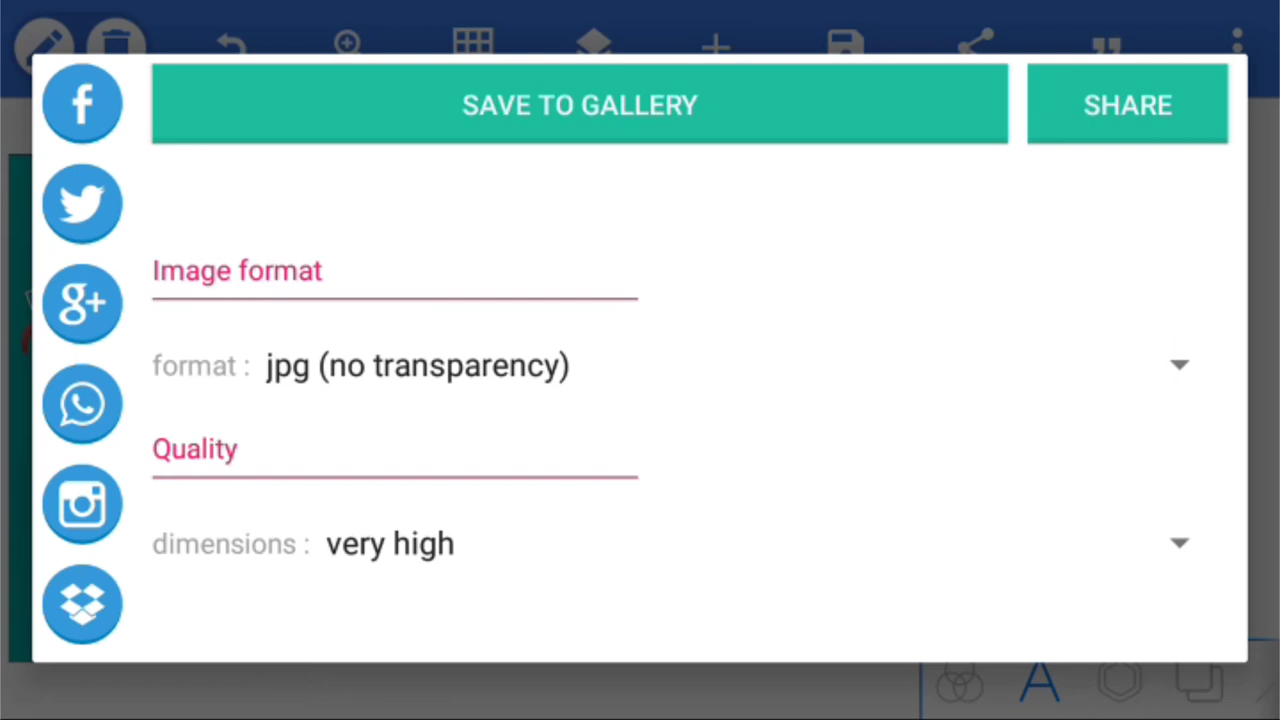 SAVE TO GALLERY
SHARE
Image format
format : jpg (no transparency)
Quality
dimensions : very high